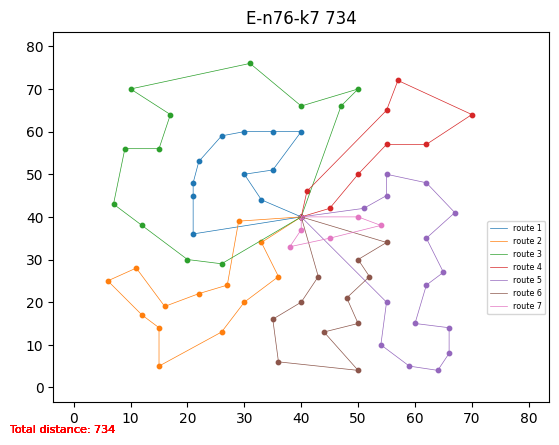 E-n76-k7 734
80
70
60
50
40
30
20
10
0
0 10 20 30 40 50 60 70 80
route 1
route 2
route 3
route 4
route 5
route 6
route 7
Total distance: 734